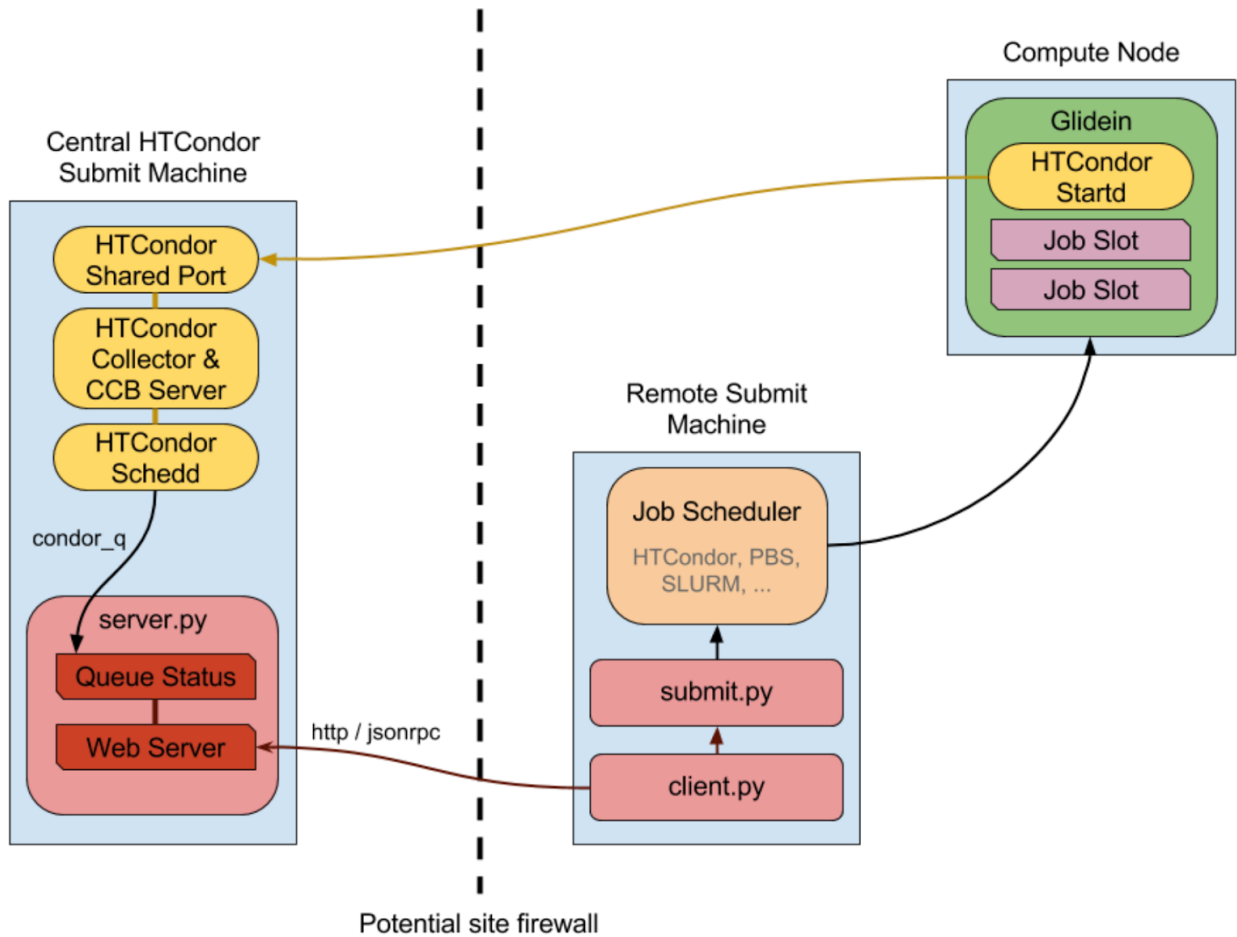 Compute Node
Glidein
HTCondor
Startd
Job Slot
Job Slot
Central HTCondor
Submit Machine
HTCondor
Shared Port
HTCondor
Collector &
CCB Server
HTCondor
Schedd
condor_q
server.py
Queue Status
Web Server
http / jsonrpc
Remote Submit
Machine
Job Scheduler
HTCondor, PBS,
SLURM, ...
submit.py
client.py
Potential site firewall